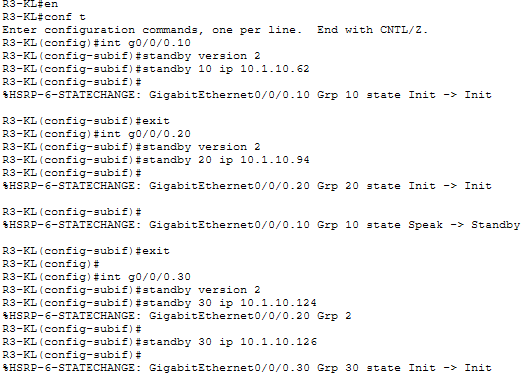 R3-KL#en
R3-KL#conf t
Enter configuration commands, one per line.  End with CNTL/Z.
R3-KL(config)#int g0/0/0.10
R3-KL(config-subif)#standby version 2
R3-KL(config-subif)#standby 10 ip 10.1.10.62
R3-KL(config-subif)#
%HSRP-6-STATECHANGE: GigabitEthernet0/0/0.10 Grp 10 state Init -> Init
R3-KL(config-subif)#exit
R3-KL(config)#int g0/0/0.20
R3-KL(config-subif)#standby version 2
R3-KL(config-subif)#standby 20 ip 10.1.10.94
R3-KL(config-subif)#
%HSRP-6-STATECHANGE: GigabitEthernet0/0/0.20 Grp 20 state Init -> Init
R3-KL(config-subif)#
%HSRP-6-STATECHANGE: GigabitEthernet0/0/0.10 Grp 10 state Speak -> Standby
R3-KL(config-subif)#exit
R3-KL(config)#
R3-KL(config)#int g0/0/0.30
R3-KL(config-subif)#standby version 2
R3-KL(config-subif)#standby 30 ip 10.1.10.124
%HSRP-6-STATECHANGE: GigabitEthernet0/0/0.20 Grp 2
R3-KL(config-subif)#
R3-KL(config-subif)#standby 30 ip 10.1.10.126
R3-KL(config-subif)#
%HSRP-6-STATECHANGE: GigabitEthernet0/0/0.30 Grp 30 state Init -> Init